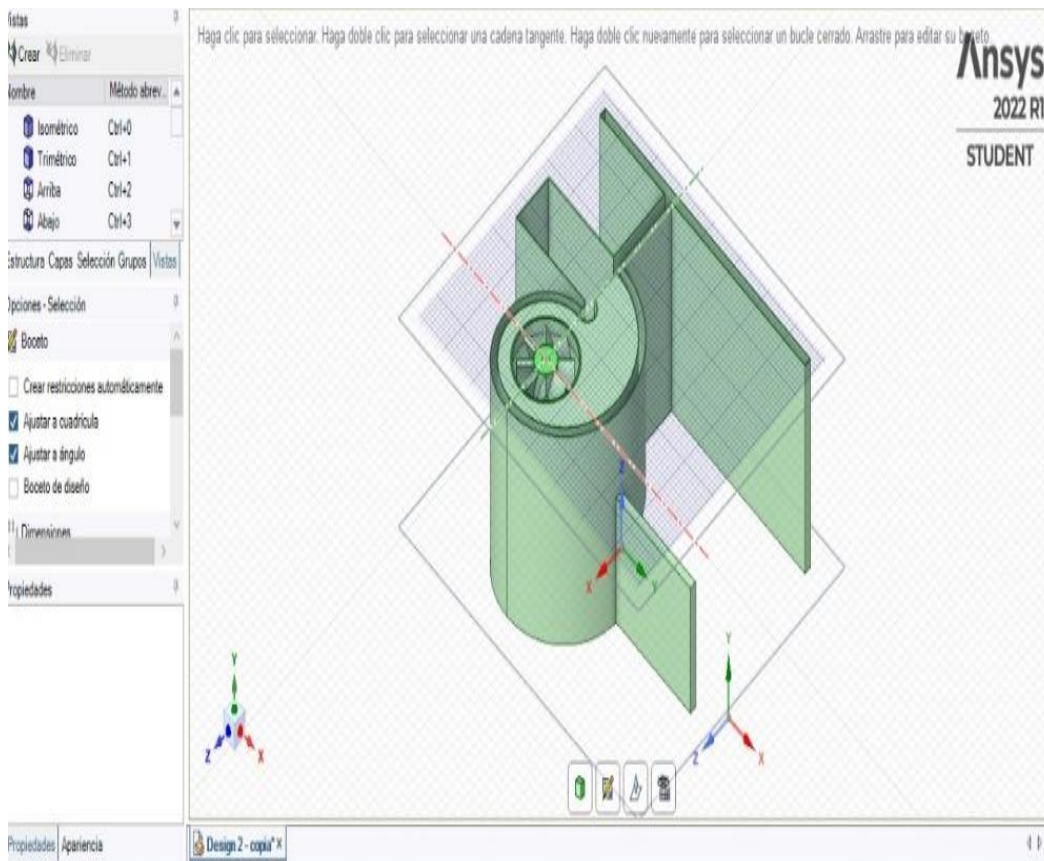 Vistas
Crear Eliminar
Nombre Método abrev...
Isométrico Ctrl+0
Trimétrico Ctrl+1
Arriba Ctrl+2
Abajo Ctrl+3
Estructura Capas Selección Grupos Vistas
Opciones - Selección
Boceto
Crear restricciones automáticamente
Ajustar a cuadrícula
Ajustar a ángulo
Boceto de diseño
Dimensiones
Propiedades
Propiedades Apariencia
Haga clic para seleccionar. Haga doble clic para seleccionar una cadena tangente. Haga doble clic nuevamente para seleccionar un bucle cerrado. Arrastre para editar su boceto
Ansys
2022 R1
STUDENT
Z
X
Y
Y
Z
X
Y
Z
X
Design 2 - copia*